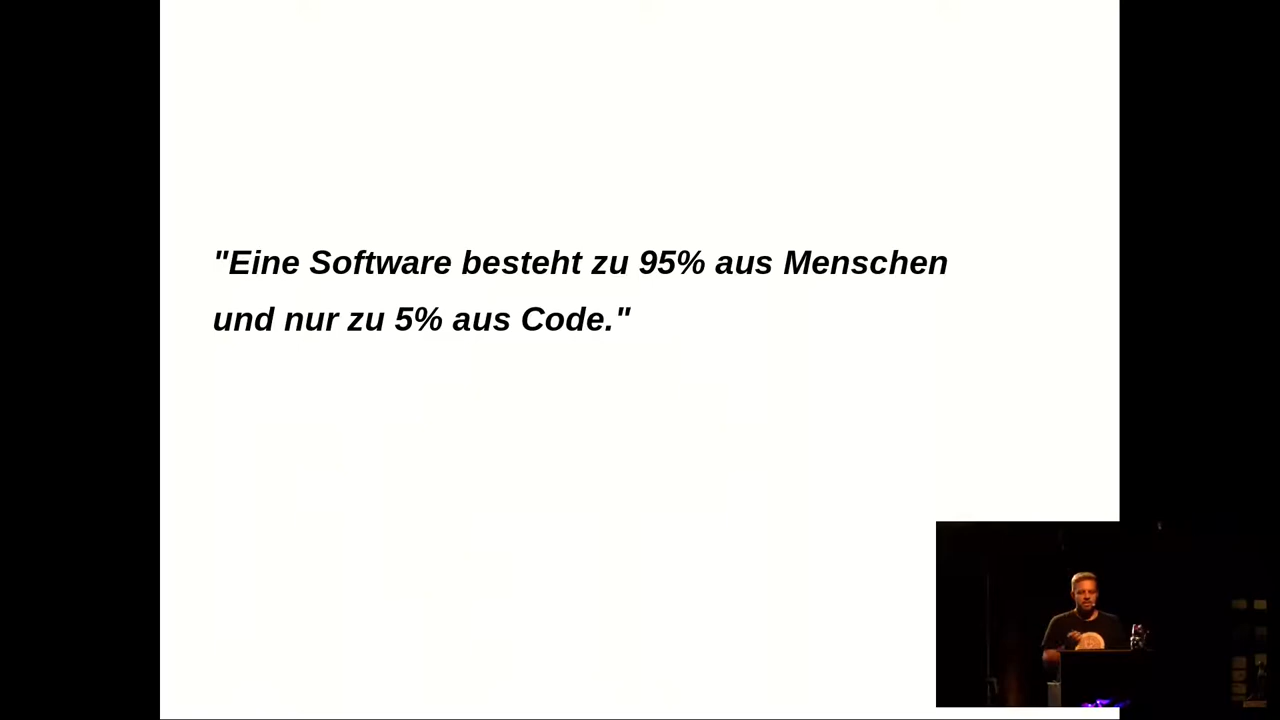 "Eine Software besteht zu 95% aus Menschen
und nur zu 5% aus Code."